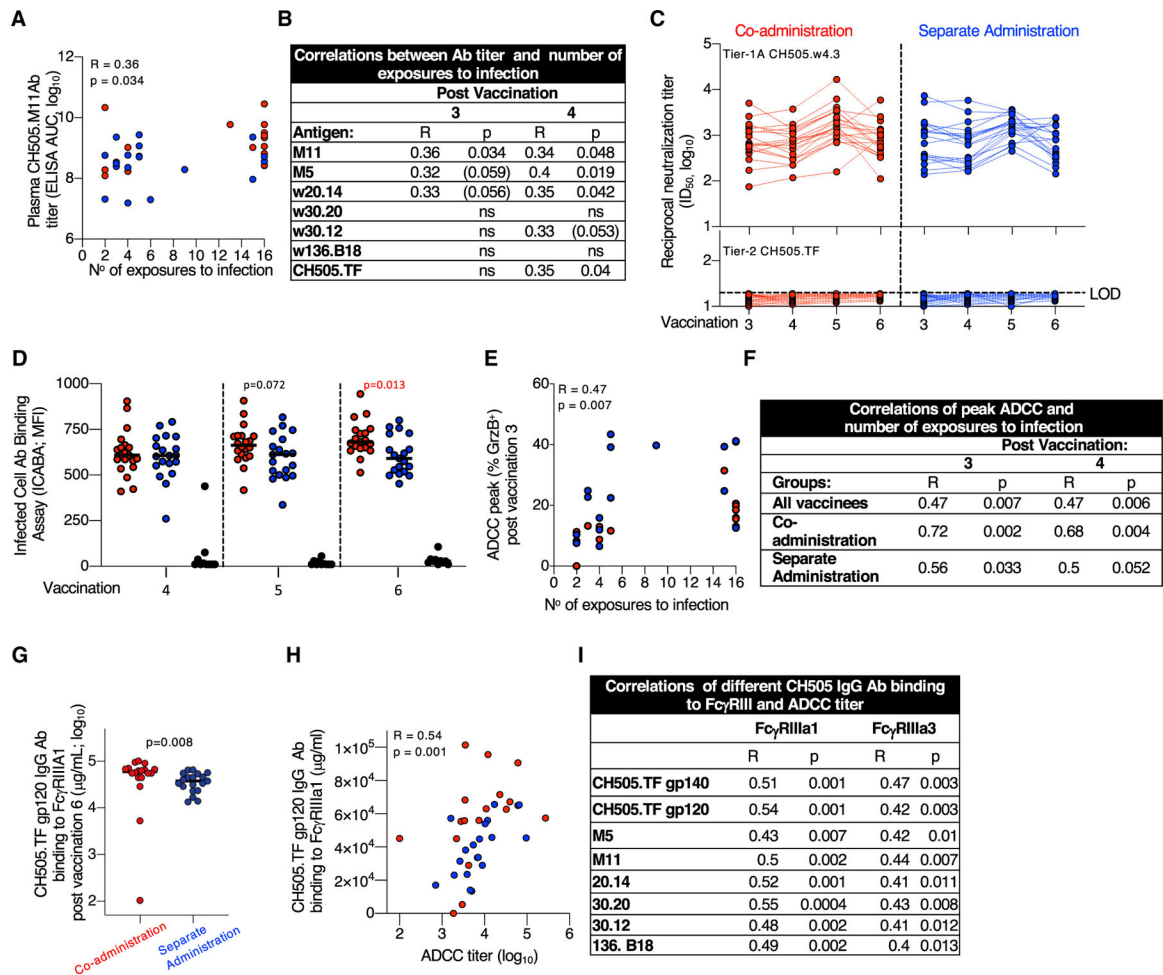 A
R = 0.36
p = 0.034
Plasma CH505.M11Ab
titer (ELISA AUC, log10)
12
10
8
6
0 2 4 6 8 10 12 14 16
Nº of exposures to infection
B
Correlations between Ab titer and number of
exposures to infection
Post Vaccination
3 4
Antigen: R p R p
M11 0.36 0.034 0.34 0.048
M5 0.32 (0.059) 0.4 0.019
w20.14 0.33 (0.056) 0.35 0.042
w30.20 ns ns
w30.12 ns 0.33 (0.053)
w136.B18 ns ns
CH505.TF ns 0.35 0.04
C
Co-administration Separate Administration
Tier-1A CH505.w4.3
Reciprocal neutralization titer
(ID50, log10)
5
4
3
2
1
Tier-2 CH505.TF
2
1
LOD
Vaccination 3 4 5 6 3 4 5 6
D
Infected Cell Ab Binding
Assay (ICABA; MFI)
1000
750
500
250
0
p=0.072
p=0.013
Vaccination 4 5 6
E
R = 0.47
p = 0.007
ADCC peak (% GrzB+)
post vaccination 3
60
40
20
0
0 2 4 6 8 10 12 14 16
Nº of exposures to infection
F
Correlations of peak ADCC and
number of exposures to infection
Post Vaccination:
3 4
Groups: R p R p
All vaccinees 0.47 0.007 0.47 0.006
Co-
administration 0.72 0.002 0.68 0.004
Separate
Administration 0.56 0.033 0.5 0.052
G
p=0.008
CH505.TF gp120 IgG Ab
binding to FcγRIIIA1
post vaccination 6 (μg/mL; log10)
5
4
3
2
Co-administration
Separate
Administration
H
R = 0.54
p = 0.001
CH505.TF gp120 IgG Ab
binding to FcγRIIIa1 (μg/ml)
1×10⁵
8×10⁴
6×10⁴
4×10⁴
2×10⁴
0
2 3 4 5 6
ADCC titer (log10)
I
Correlations of different CH505 IgG Ab binding
to FcγRIII and ADCC titer
FcγRIIIa1 FcγRIIIa3
R p R p
CH505.TF gp140 0.51 0.001 0.47 0.003
CH505.TF gp120 0.54 0.001 0.42 0.003
M5 0.43 0.007 0.42 0.01
M11 0.5 0.002 0.44 0.007
20.14 0.52 0.001 0.41 0.011
30.20 0.55 0.0004 0.43 0.008
30.12 0.48 0.002 0.41 0.012
136. B18 0.49 0.002 0.4 0.013